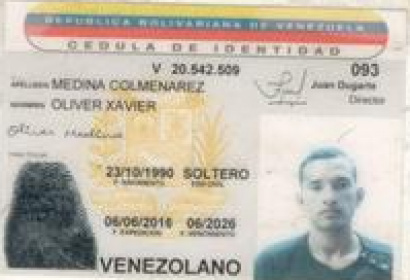 REPUBLICA BOLIVARIANA DE VENEZUELA
CEDULA DE IDENTIDAD
V 20.542.509 093
APELLIDOS MEDINA COLMENAREZ
NOMBRES OLIVER XAVIER
Juan Dugarte
Director
Oliver Medina
23/10/1990 SOLTERO
F. NACIMIENTO EDO. CIVIL
06/06/2016 06/2026
F. EXPEDICION F. VENCIMIENTO
VENEZOLANO